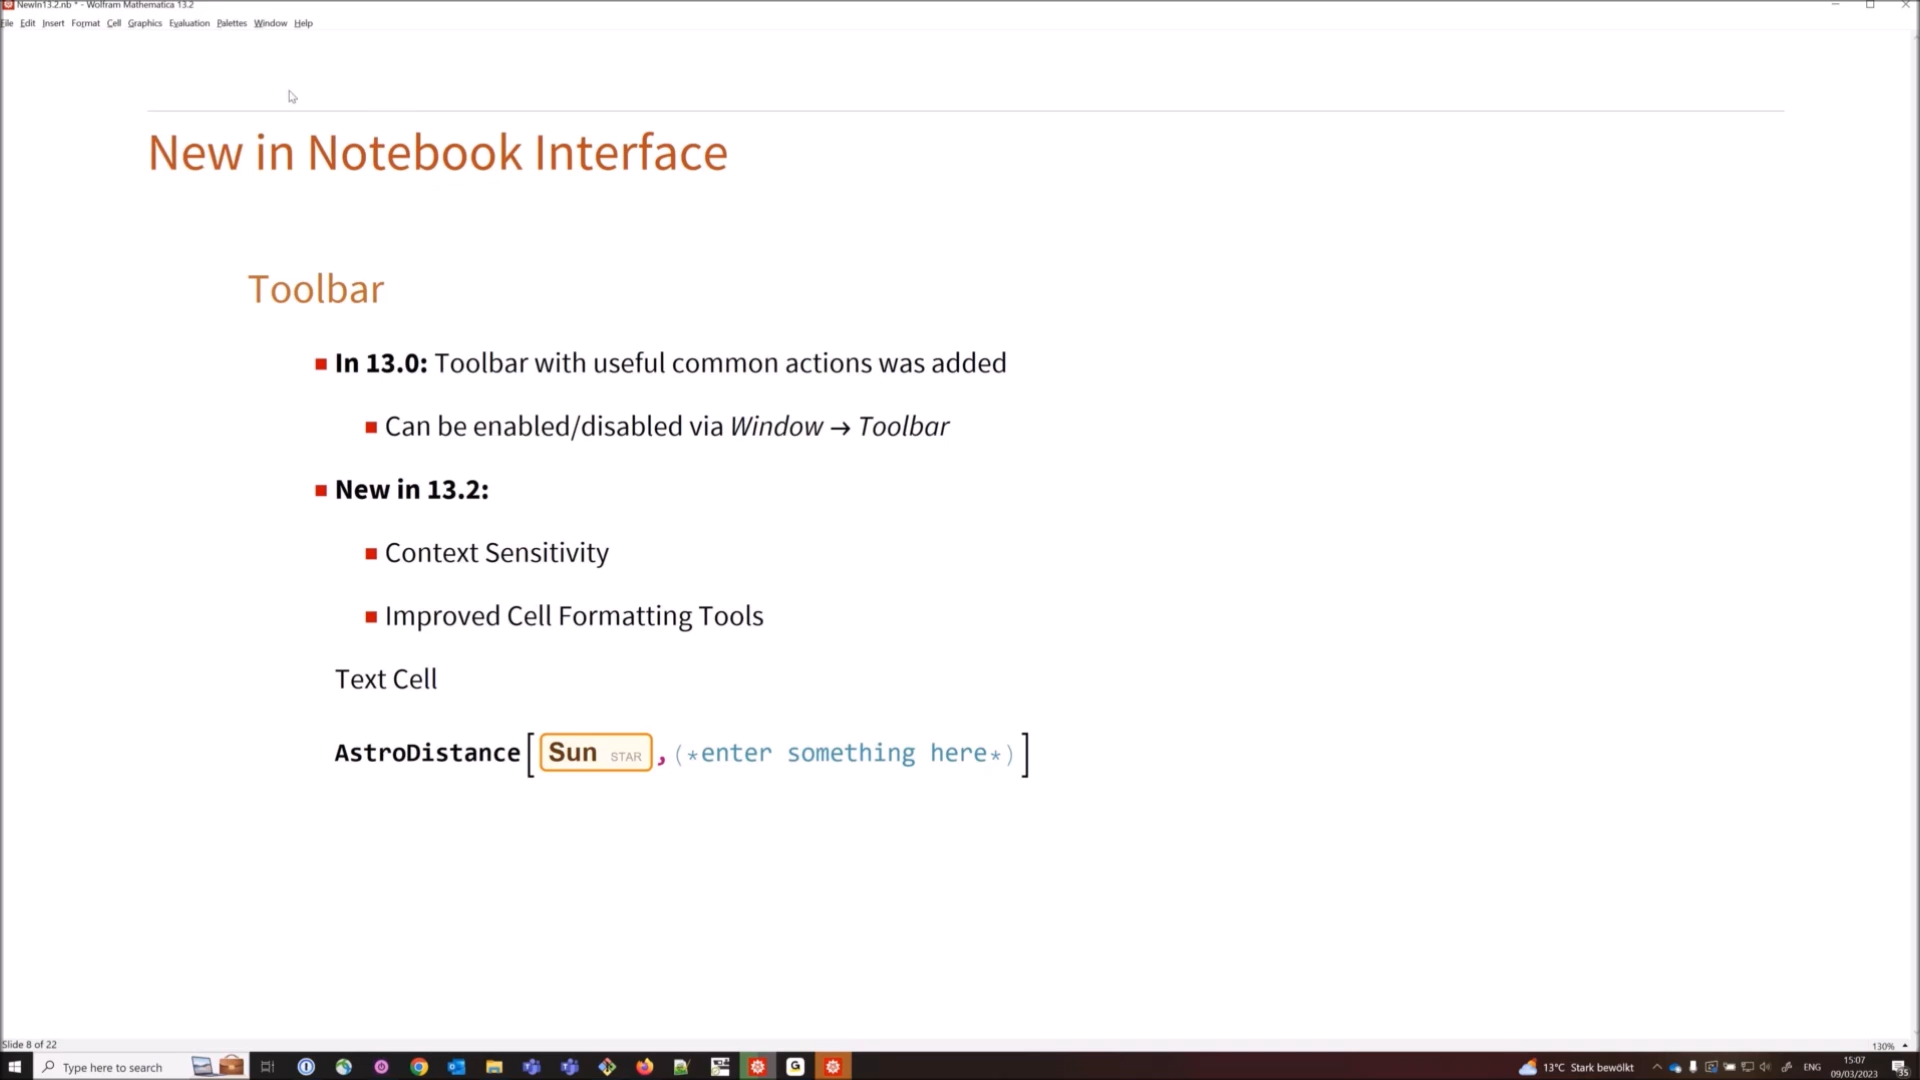 NewIn13.2.nb * - Wolfram Mathematica 13.2
File Edit Insert Format Cell Graphics Evaluation Palettes Window Help
New in Notebook Interface
Toolbar
In 13.0: Toolbar with useful common actions was added
Can be enabled/disabled via Window → Toolbar
New in 13.2:
Context Sensitivity
Improved Cell Formatting Tools
Text Cell
AstroDistance[Sun STAR,(*enter something here*)]
Slide 8 of 22
130%
Type here to search
13°C Stark bewölkt
ENG
15:07
09/03/2023
35